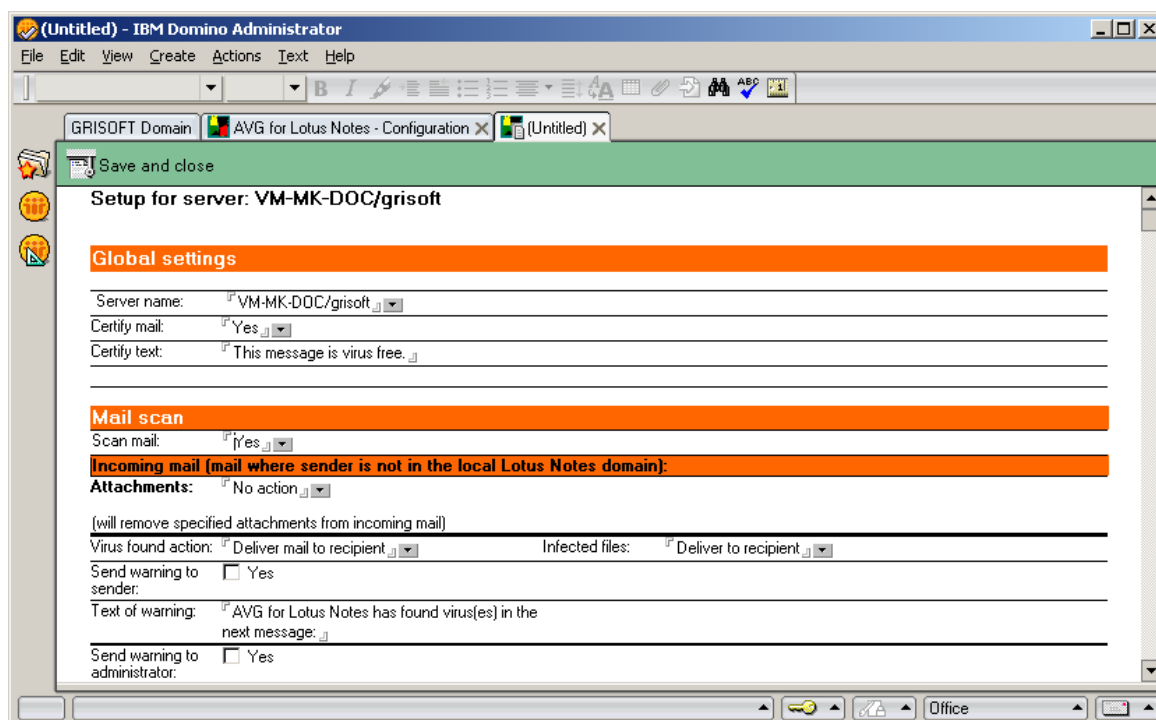 (Untitled) - IBM Domino Administrator
File Edit View Create Actions Text Help
B I ABC
GRISOFT Domain AVG for Lotus Notes - Configuration (Untitled)
Save and close
Setup for server: VM-MK-DOC/grisoft
Global settings
Server name: VM-MK-DOC/grisoft
Certify mail: Yes
Certify text: This message is virus free.
Mail scan
Scan mail: Yes
Incoming mail (mail where sender is not in the local Lotus Notes domain):
Attachments: No action
(will remove specified attachments from incoming mail)
Virus found action: Deliver mail to recipient Infected files: Deliver to recipient
Send warning to Yes
sender:
Text of warning: AVG for Lotus Notes has found virus(es) in the
next message:
Send warning to Yes
administrator:
Office